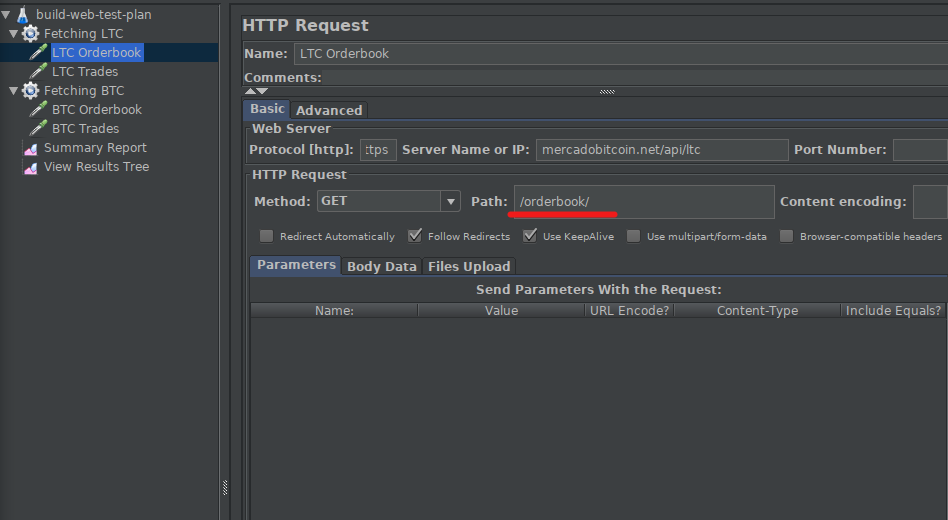 build-web-test-plan
Fetching LTC
LTC Orderbook
LTC Trades
Fetching BTC
BTC Orderbook
BTC Trades
Summary Report
View Results Tree
HTTP Request
Name: LTC Orderbook
Comments:
Basic Advanced
Web Server
Protocol [http]: ttps Server Name or IP: mercadobitcoin.net/api/ltc Port Number:
HTTP Request
Method: GET Path: /orderbook/ Content encoding:
Redirect Automatically Follow Redirects Use KeepAlive Use multipart/form-data Browser-compatible headers
Parameters Body Data Files Upload
Send Parameters With the Request:
Name: Value URL Encode? Content-Type Include Equals?